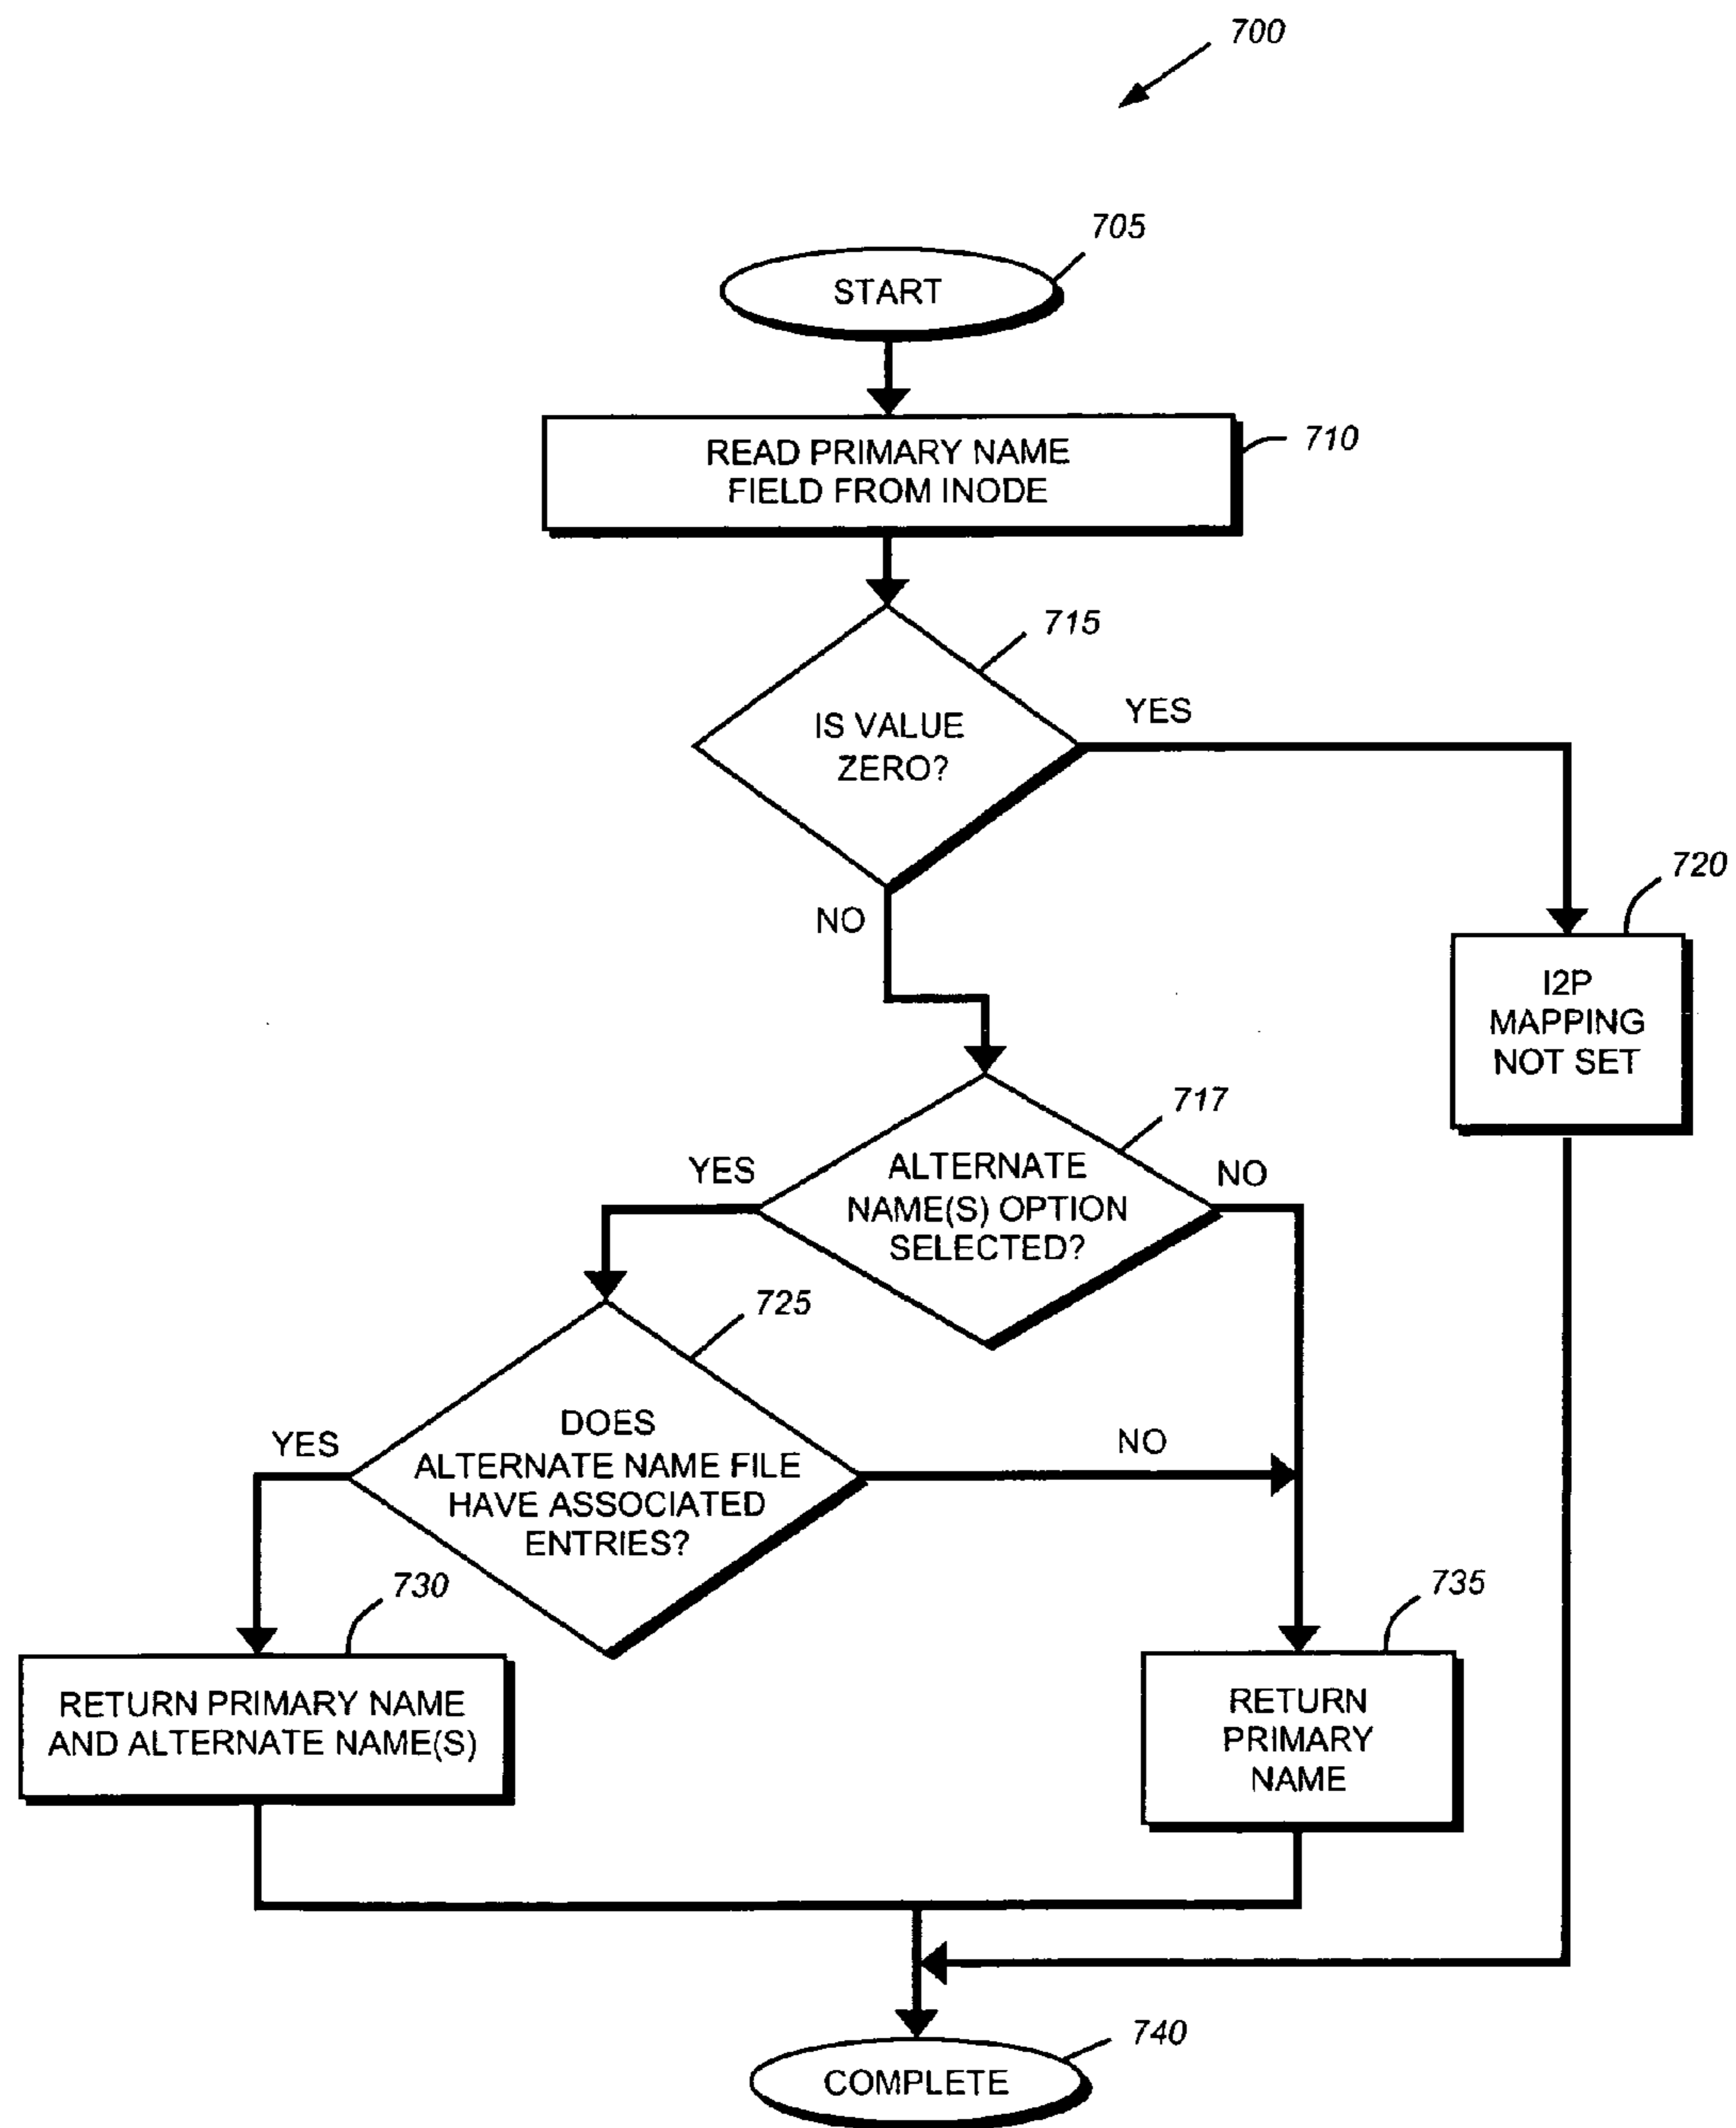 700
705
START
READ PRIMARY NAME
FIELD FROM INODE
710
715
IS VALUE
ZERO?
YES
NO
720
I2P
MAPPING
NOT SET
717
YES
ALTERNATE
NAME(S) OPTION
SELECTED?
NO
725
YES
DOES
ALTERNATE NAME FILE
HAVE ASSOCIATED
ENTRIES?
NO
730
RETURN PRIMARY NAME
AND ALTERNATE NAME(S)
735
RETURN
PRIMARY
NAME
740
COMPLETE